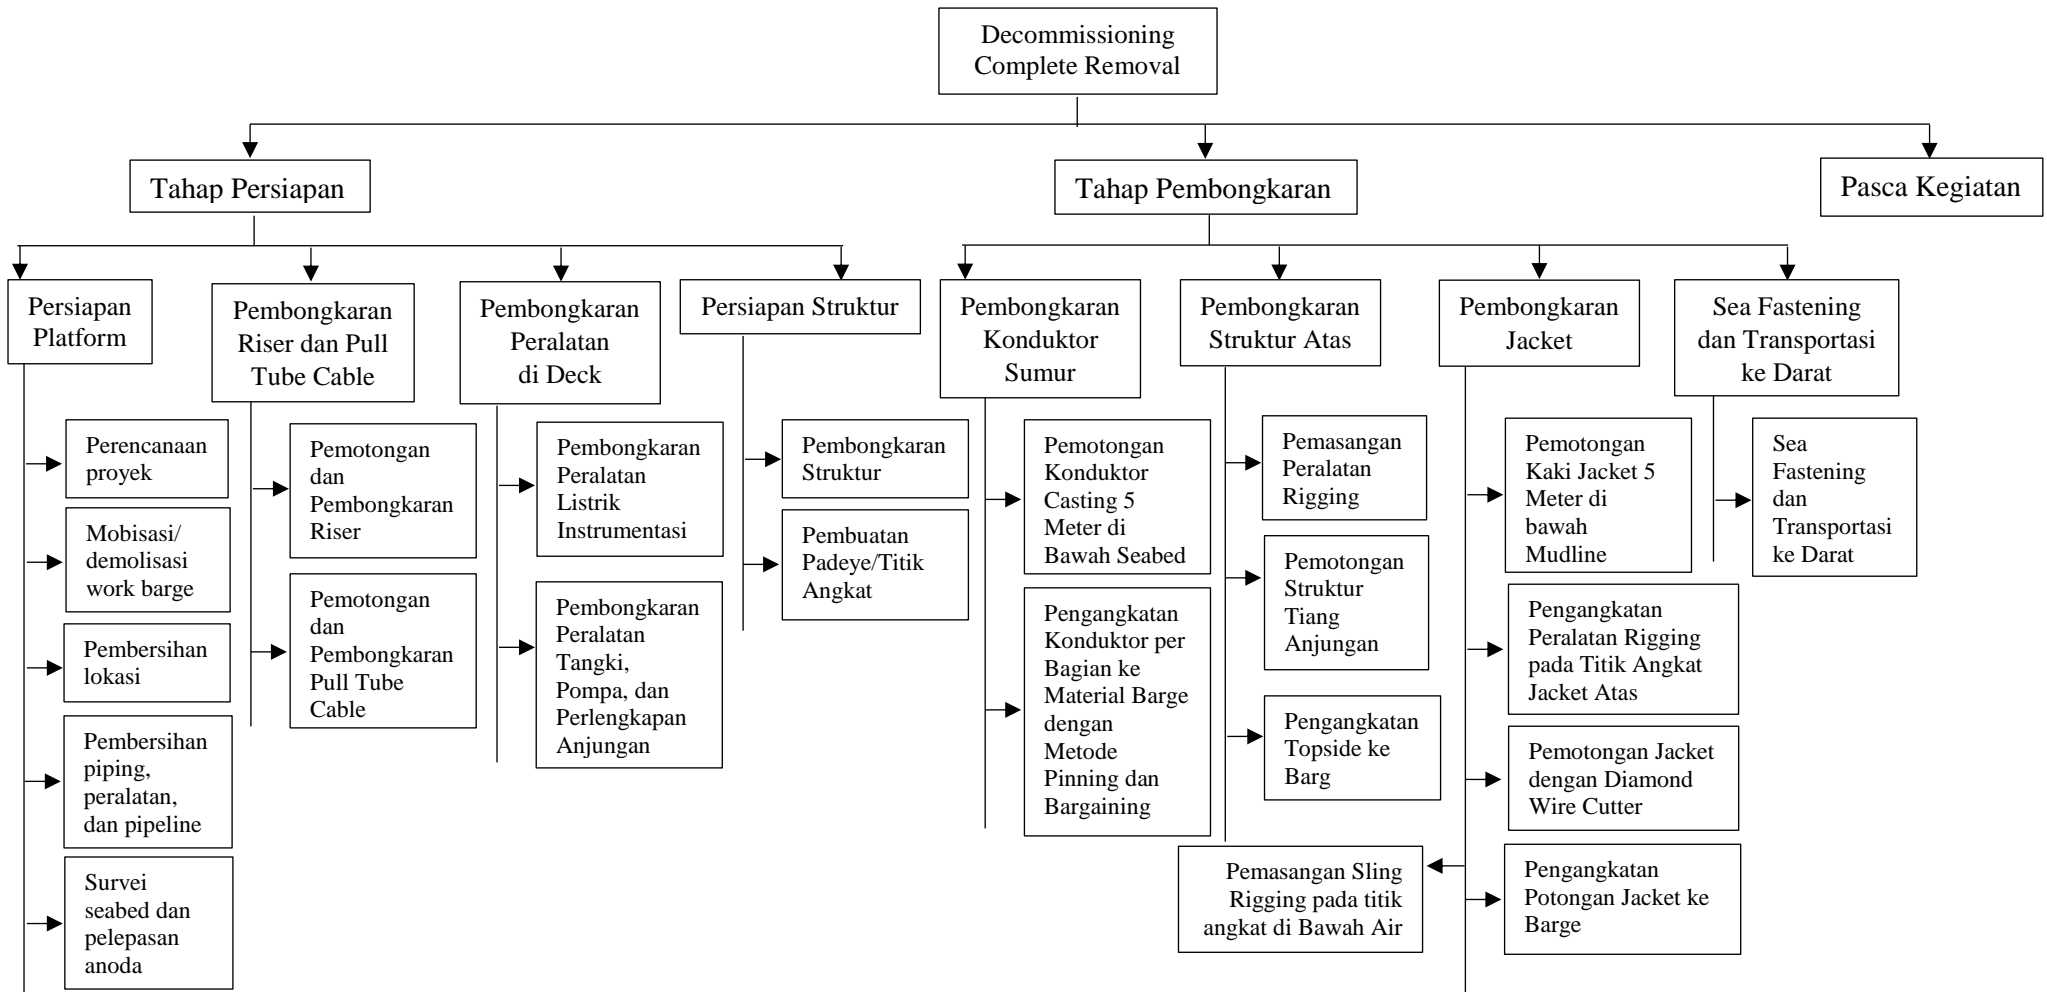 Decommissioning
Complete Removal
Tahap Persiapan
Tahap Pembongkaran
Pasca Kegiatan
Persiapan
Platform
Pembongkaran
Riser dan Pull
Tube Cable
Pembongkaran
Peralatan
di Deck
Persiapan Struktur
Pembongkaran
Konduktor
Sumur
Pembongkaran
Struktur Atas
Pembongkaran
Jacket
Sea Fastening
dan Transportasi
ke Darat
Perencanaan
proyek
Mobisasi/
demolisasi
work barge
Pembersihan
lokasi
Pembersihan
piping,
peralatan,
dan pipeline
Survei
seabed dan
pelepasan
anoda
Pemotongan
dan
Pembongkaran
Riser
Pemotongan
dan
Pembongkaran
Pull Tube
Cable
Pembongkaran
Peralatan
Listrik
Instrumentasi
Pembongkaran
Peralatan
Tangki,
Pompa, dan
Perlengkapan
Anjungan
Pembongkaran
Struktur
Pembuatan
Padeye/Titik
Angkat
Pemotongan
Konduktor
Casting 5
Meter di
Bawah Seabed
Pengangkatan
Konduktor per
Bagian ke
Material Barge
dengan
Metode
Pinning dan
Bargaining
Pemasangan
Peralatan
Rigging
Pemotongan
Struktur
Tiang
Anjungan
Pengangkatan
Topside ke
Barg
Pemotongan
Kaki Jacket 5
Meter di
bawah
Mudline
Pengangkatan
Peralatan Rigging
pada Titik Angkat
Jacket Atas
Pemotongan Jacket
dengan Diamond
Wire Cutter
Pengangkatan
Potongan Jacket ke
Barge
Pemasangan Sling
Rigging pada titik
angkat di Bawah Air
Sea
Fastening
dan
Transportasi
ke Darat